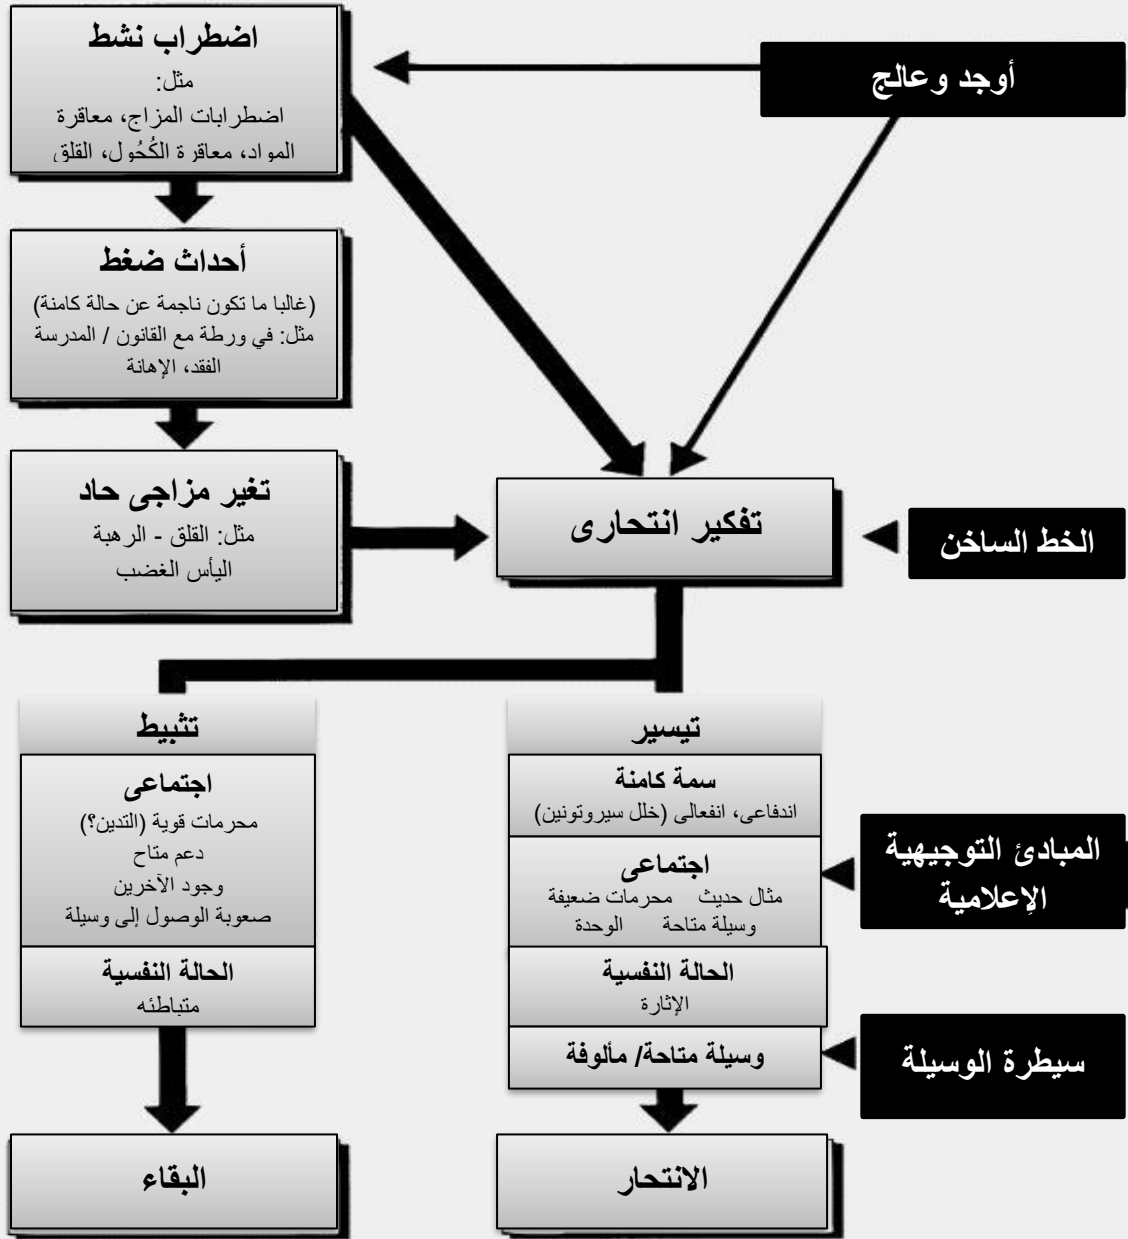 اضطراب نشط
مثل:
اضطرابات المزاج، معاقرة
المواد، معاقرة الكُحُول، القلق
أوجد وعالج
أحداث ضغط
(غالبا ما تكون ناجمة عن حالة كامنة)
مثل: في ورطة مع القانون / المدرسة
الفقد، الإهانة
تغير مزاجى حاد
مثل: القلق - الرهبة
اليأس الغضب
تفكير انتحارى
الخط الساخن
تثبيط
اجتماعى
محرمات قوية (التدين؟)
دعم متاح
وجود الآخرين
صعوبة الوصول إلى وسيلة
الحالة النفسية
متباطئه
البقاء
تيسير
سمة كامنة
اندفاعى، انفعالى (خلل سيروتونين)
اجتماعى
مثال حديث محرمات ضعيفة
وسيلة متاحة الوحدة
الحالة النفسية
الإثارة
وسيلة متاحة/ مألوفة
الانتحار
المبادئ التوجيهية
الإعلامية
سيطرة الوسيلة